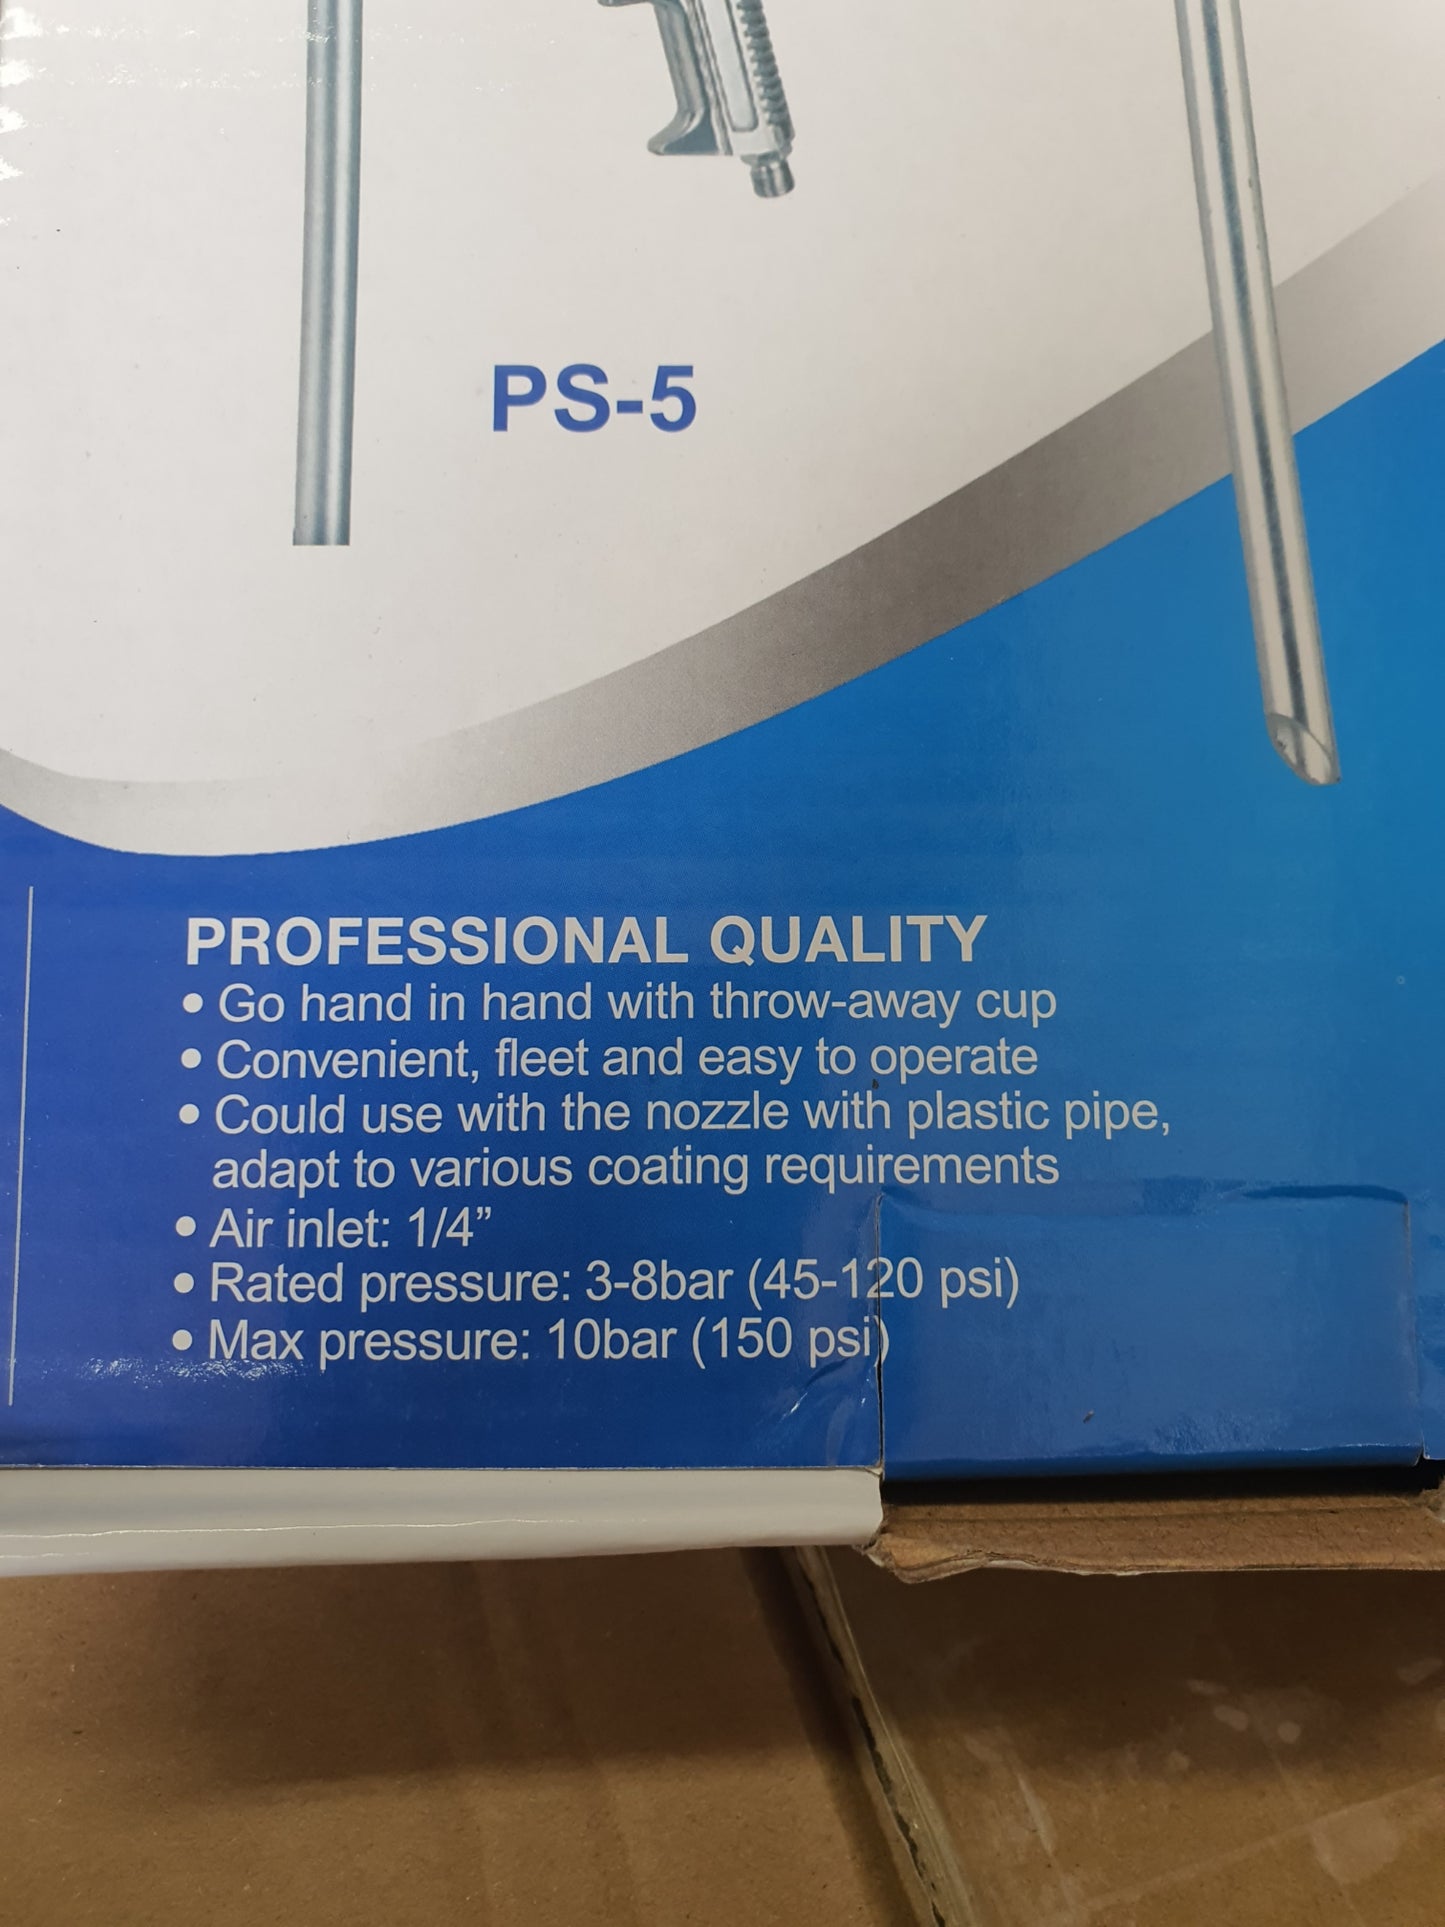 PS-5
PROFESSIONAL QUALITY
• Go hand in hand with throw-away cup
• Convenient, fleet and easy to operate
• Could use with the nozzle with plastic pipe,
adapt to various coating requirements
• Air inlet: 1/4”
• Rated pressure: 3-8bar (45-120 psi)
• Max pressure: 10bar (150 psi)